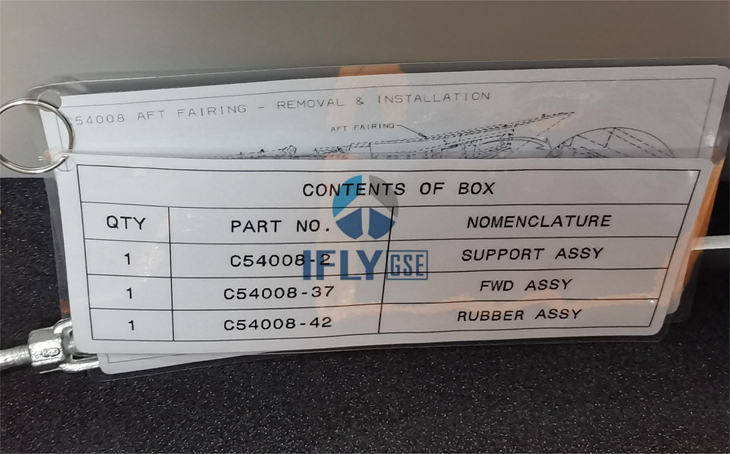 C54008 AFT FAIRING - REMOVAL & INSTALLATION
AFT FAIRING
CONTENTS OF BOX
QTY PART NO. NOMENCLATURE
1 C54008-2 SUPPORT ASSY
1 C54008-37 FWD ASSY
1 C54008-42 RUBBER ASSY
IFLY GSE